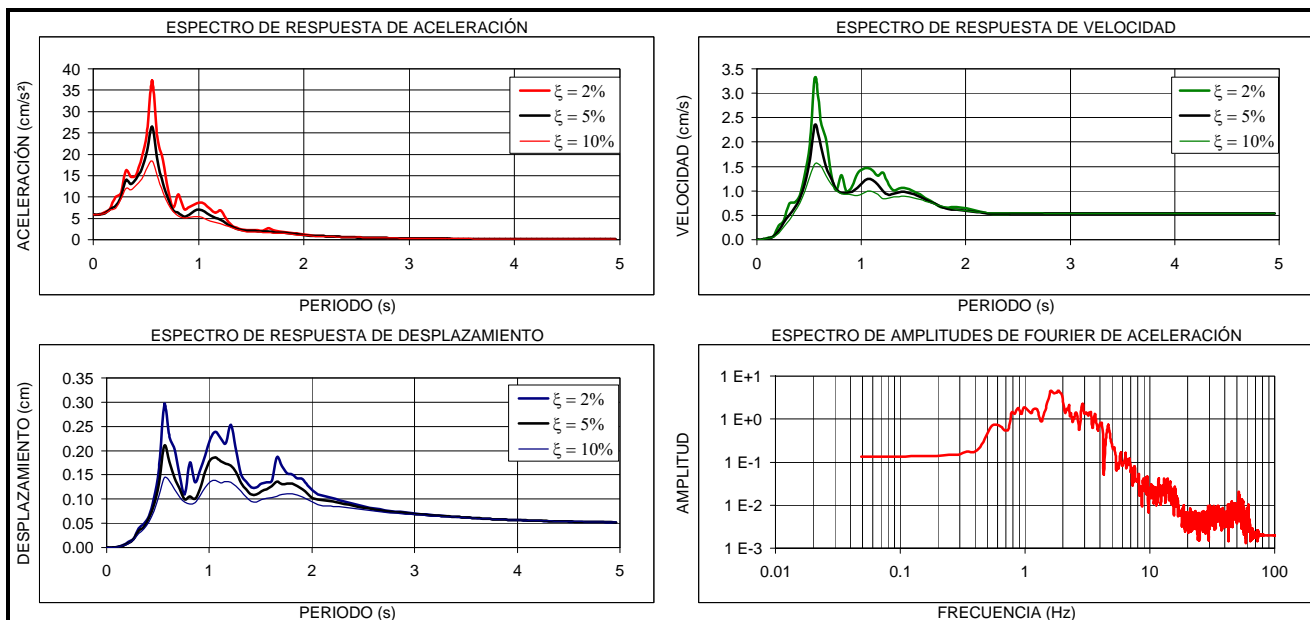 ESPECTRO DE RESPUESTA DE ACELERACIÓN
ACELERACIÓN (cm/s²)
40
35
30
25
20
15
10
5
0
0 1 2 3 4 5
PERIODO (s)
ξ = 2%
ξ = 5%
ξ = 10%
ESPECTRO DE RESPUESTA DE VELOCIDAD
VELOCIDAD (cm/s)
3.5
3.0
2.5
2.0
1.5
1.0
0.5
0.0
0 1 2 3 4 5
PERIODO (s)
ξ = 2%
ξ = 5%
ξ = 10%
ESPECTRO DE RESPUESTA DE DESPLAZAMIENTO
DESPLAZAMIENTO (cm)
0.35
0.30
0.25
0.20
0.15
0.10
0.05
0.00
0 1 2 3 4 5
PERIODO (s)
ξ = 2%
ξ = 5%
ξ = 10%
ESPECTRO DE AMPLITUDES DE FOURIER DE ACELERACIÓN
AMPLITUD
1 E+1
1 E+0
1 E-1
1 E-2
1 E-3
0.01 0.1 1 10 100
FRECUENCIA (Hz)